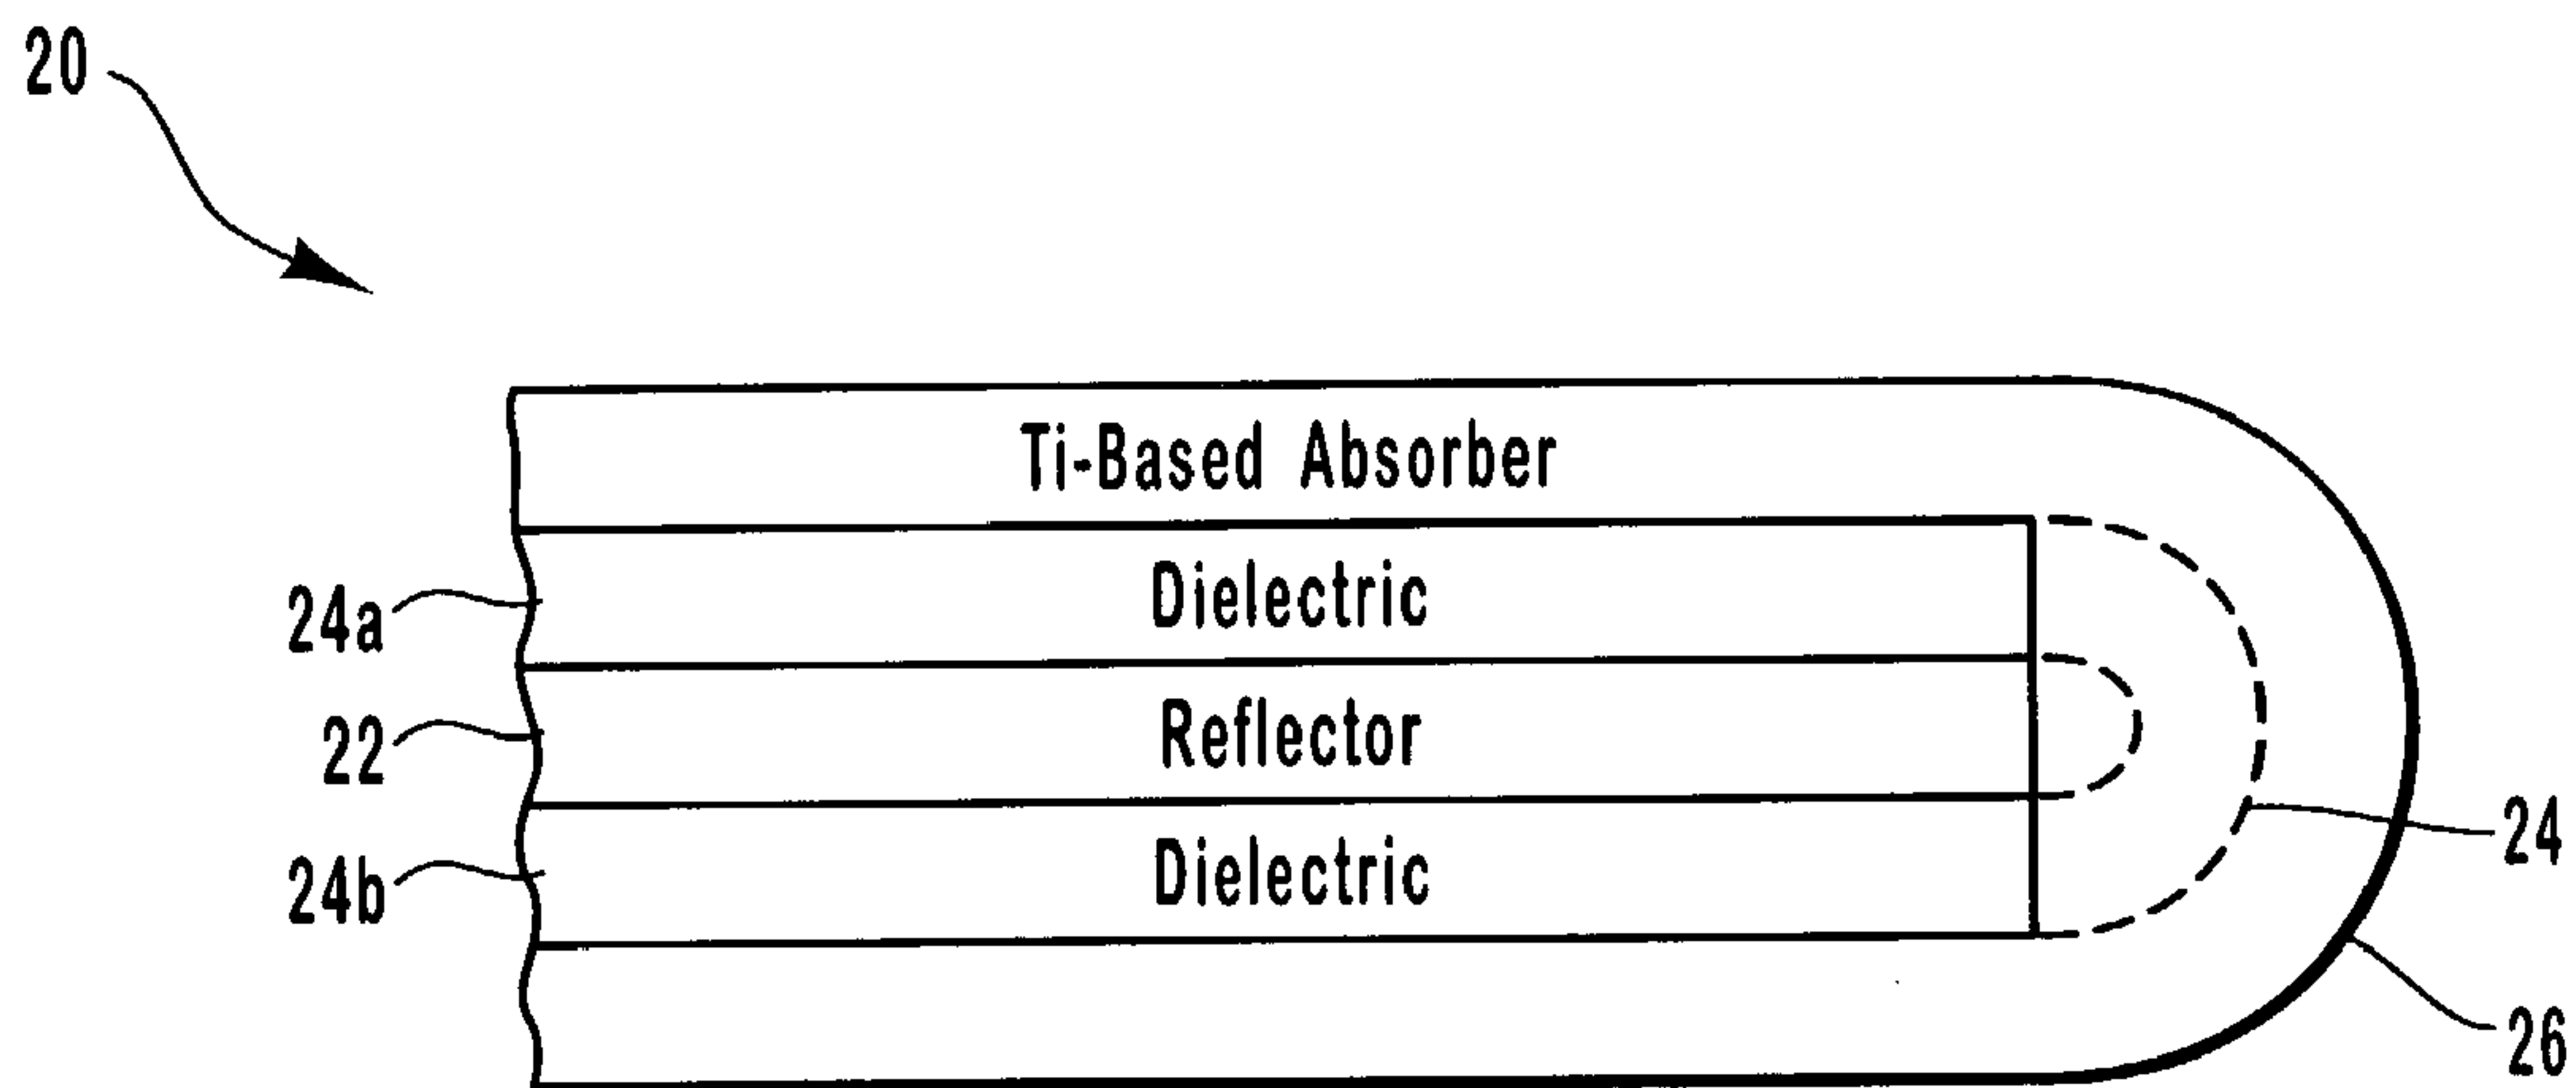 20
Ti-Based Absorber
24a
Dielectric
22
Reflector
24b
Dielectric
24
26